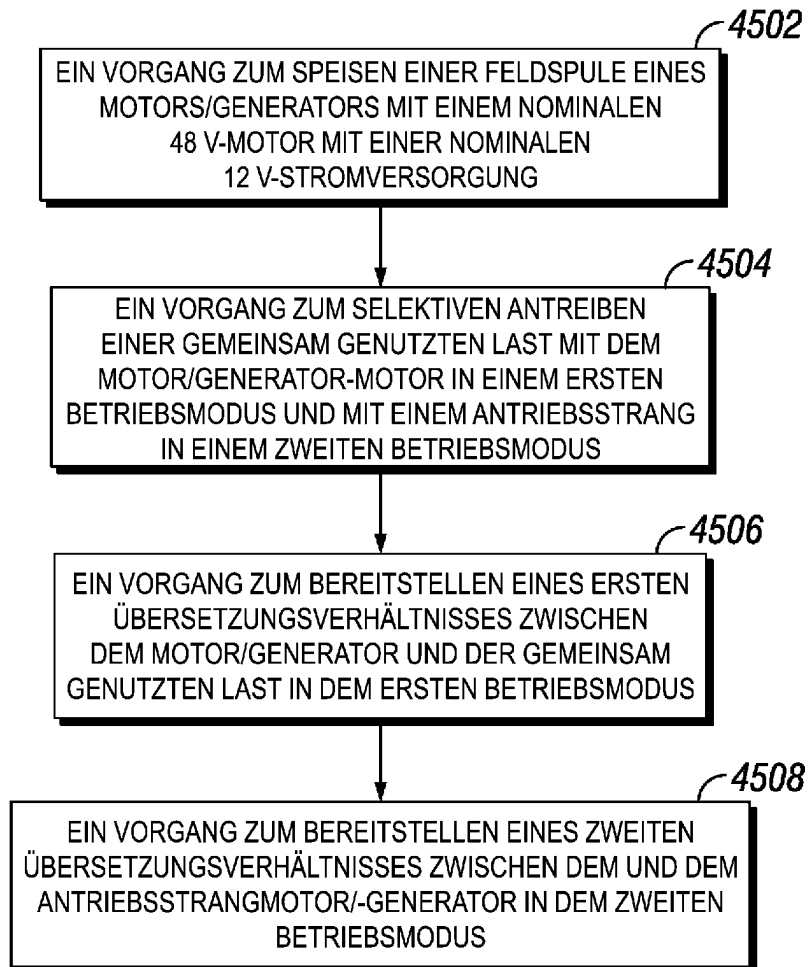 4502
EIN VORGANG ZUM SPEISEN EINER FELDSPULE EINES
MOTORS/GENERATORS MIT EINEM NOMINALEN
48 V-MOTOR MIT EINER NOMINALEN
12 V-STROMVERSORGUNG
4504
EIN VORGANG ZUM SELEKTIVEN ANTREIBEN
EINER GEMEINSAM GENUTZTEN LAST MIT DEM
MOTOR/GENERATOR-MOTOR IN EINEM ERSTEN
BETRIEBSMODUS UND MIT EINEM ANTRIEBSSTRANG
IN EINEM ZWEITEN BETRIEBSMODUS
4506
EIN VORGANG ZUM BEREITSTELLEN EINES ERSTEN
ÜBERSETZUNGSVERHÄLTNISSES ZWISCHEN
DEM MOTOR/GENERATOR UND DER GEMEINSAM
GENUTZTEN LAST IN DEM ERSTEN BETRIEBSMODUS
4508
EIN VORGANG ZUM BEREITSTELLEN EINES ZWEITEN
ÜBERSETZUNGSVERHÄLTNISSES ZWISCHEN DEM UND DEM
ANTRIEBSSTRANGMOTOR/-GENERATOR IN DEM ZWEITEN
BETRIEBSMODUS